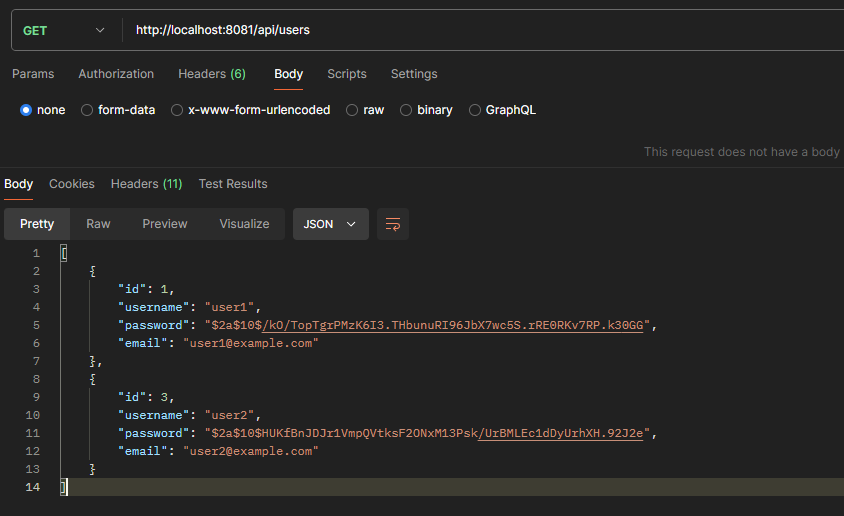 GET http://localhost:8081/api/users
Params Authorization Headers (6) Body Scripts Settings
none form-data x-www-form-urlencoded raw binary GraphQL
This request does not have a body
Body Cookies Headers (11) Test Results
Pretty Raw Preview Visualize JSON
1 [
2 {
3 "id": 1,
4 "username": "user1",
5 "password": "$2a$10$/kO/TopTgrPMzK6I3.THbunuRI96JbX7wc5S.rRE0RKv7RP.k30GG",
6 "email": "user1@example.com"
7 },
8 {
9 "id": 3,
10 "username": "user2",
11 "password": "$2a$10$HUKfBnJDJr1VmpQVtksF2ONxM13Psk/UrBMLEc1dDyUrhXH.92J2e",
12 "email": "user2@example.com"
13 }
14 ]